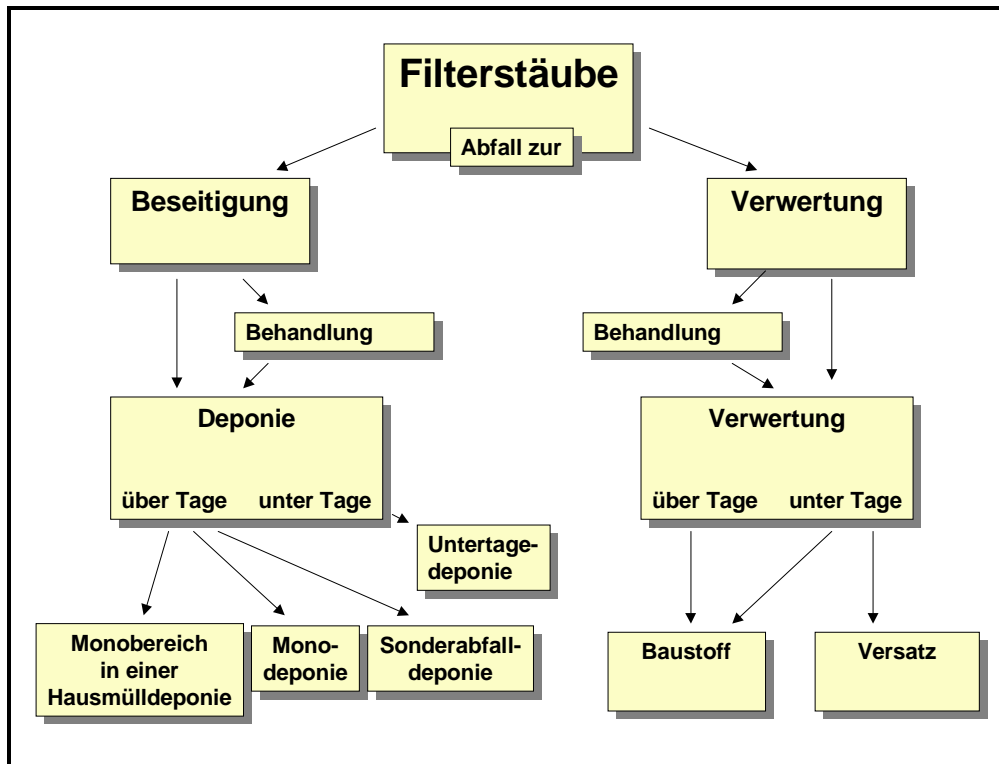 Filterstäube
Abfall zur
Beseitigung
Verwertung
Behandlung
Behandlung
Deponie
über Tage unter Tage
Verwertung
über Tage unter Tage
Untertage-
deponie
Monobereich
in einer
Hausmülldeponie
Mono-
deponie
Sonderabfall-
deponie
Baustoff
Versatz